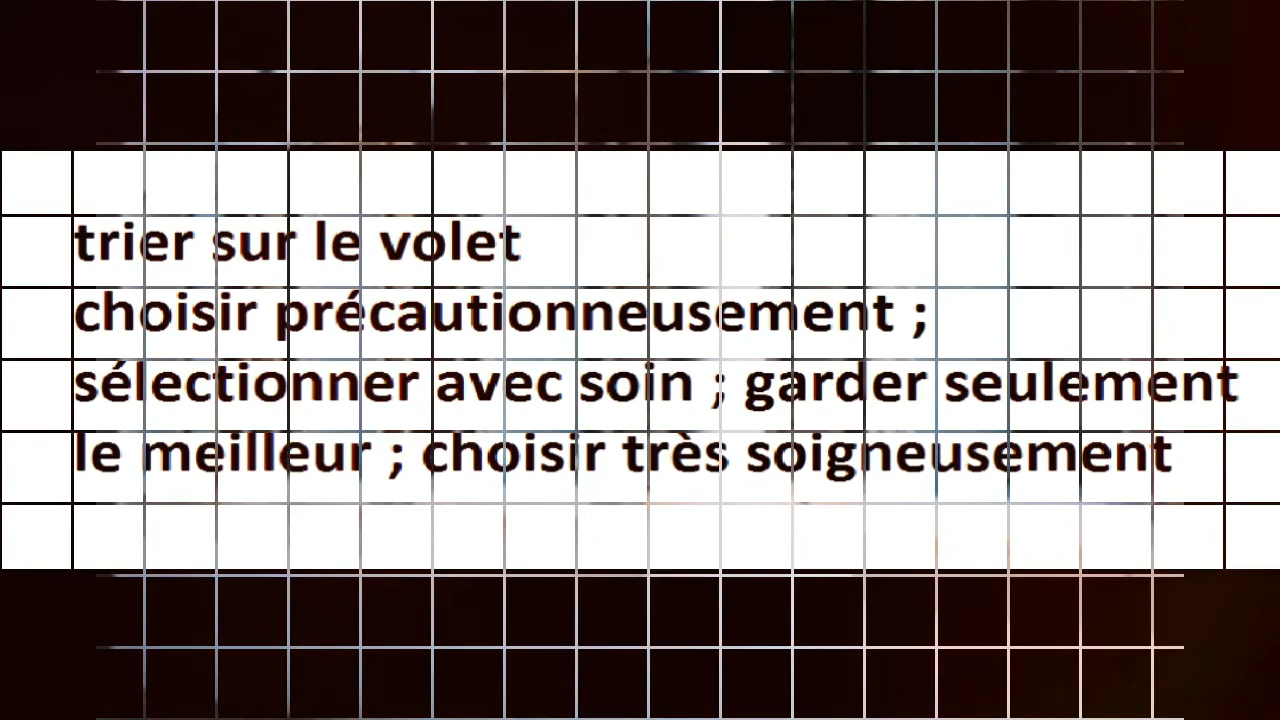 trier sur le volet
choisir précautionneusement ;
sélectionner avec soin ; garder seulement
le meilleur ; choisir très soigneusement